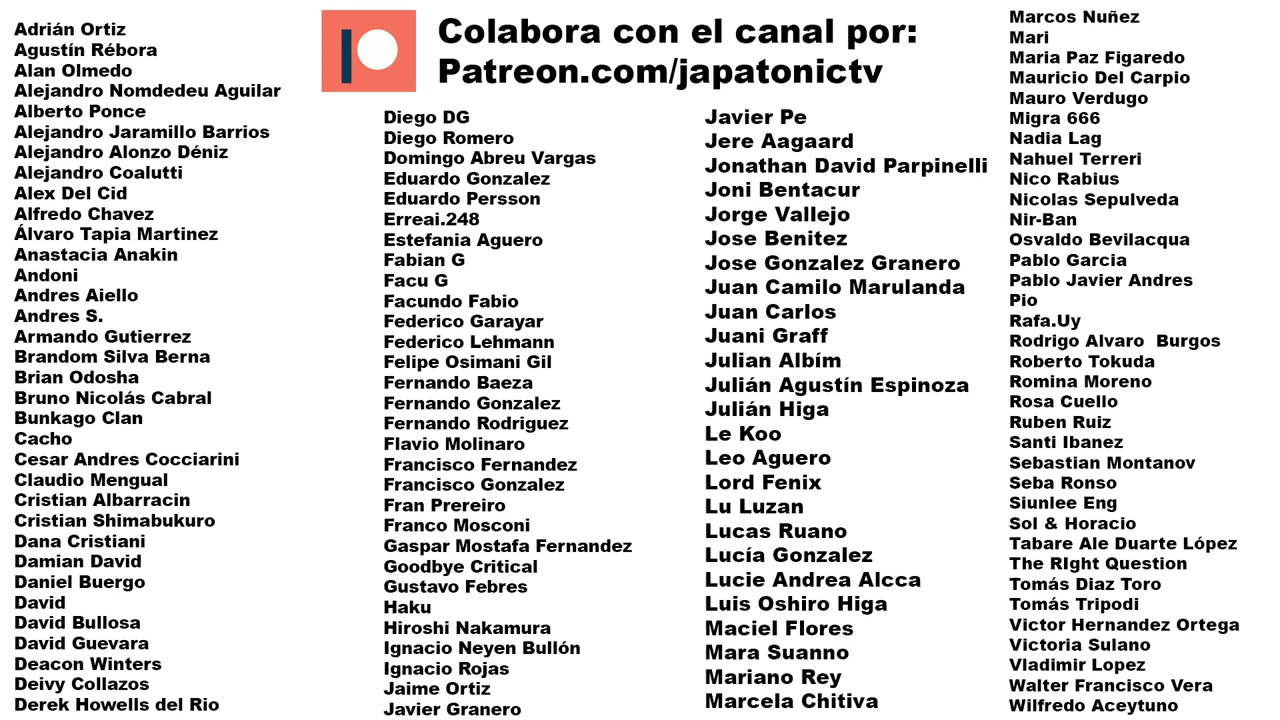 Colabora con el canal por:
Patreon.com/japatonictv
Adrián Ortiz
Agustín Rébora
Alan Olmedo
Alejandro Nomdedeu Aguilar
Alberto Ponce
Alejandro Jaramillo Barrios
Alejandro Alonzo Déniz
Alejandro Coalutti
Alex Del Cid
Alfredo Chavez
Álvaro Tapia Martinez
Anastacia Anakin
Andoni
Andres Aiello
Andres S.
Armando Gutierrez
Brandom Silva Berna
Brian Odosha
Bruno Nicolás Cabral
Bunkago Clan
Cacho
Cesar Andres Cocciarini
Claudio Mengual
Cristian Albarracin
Cristian Shimabukuro
Dana Cristiani
Damian David
Daniel Buergo
David
David Bullosa
David Guevara
Deacon Winters
Deivy Collazos
Derek Howells del Rio
Diego DG
Diego Romero
Domingo Abreu Vargas
Eduardo Gonzalez
Eduardo Persson
Erreai.248
Estefania Aguero
Fabian G
Facu G
Facundo Fabio
Federico Garayar
Federico Lehmann
Felipe Osimani Gil
Fernando Baeza
Fernando Gonzalez
Fernando Rodriguez
Flavio Molinaro
Francisco Fernandez
Francisco Gonzalez
Fran Prereiro
Franco Mosconi
Gaspar Mostafa Fernandez
Goodbye Critical
Gustavo Febres
Haku
Hiroshi Nakamura
Ignacio Neyen Bullón
Ignacio Rojas
Jaime Ortiz
Javier Granero
Javier Pe
Jere Aagaard
Jonathan David Parpinelli
Joni Bentacur
Jorge Vallejo
Jose Benitez
Jose Gonzalez Granero
Juan Camilo Marulanda
Juan Carlos
Juani Graff
Julian Albím
Julián Agustín Espinoza
Julián Higa
Le Koo
Leo Aguero
Lord Fenix
Lu Luzan
Lucas Ruano
Lucía Gonzalez
Lucie Andrea Alcca
Luis Oshiro Higa
Maciel Flores
Mara Suanno
Mariano Rey
Marcela Chitiva
Marcos Nuñez
Mari
Maria Paz Figaredo
Mauricio Del Carpio
Mauro Verdugo
Migra 666
Nadia Lag
Nahuel Terreri
Nico Rabius
Nicolas Sepulveda
Nir-Ban
Osvaldo Bevilacqua
Pablo Garcia
Pablo Javier Andres
Pio
Rafa.Uy
Rodrigo Alvaro  Burgos
Roberto Tokuda
Romina Moreno
Rosa Cuello
Ruben Ruiz
Santi Ibanez
Sebastian Montanov
Seba Ronso
Siunlee Eng
Sol & Horacio
Tabare Ale Duarte López
The RIght Question
Tomás Diaz Toro
Tomás Tripodi
Victor Hernandez Ortega
Victoria Sulano
Vladimir Lopez
Walter Francisco Vera
Wilfredo Aceytuno